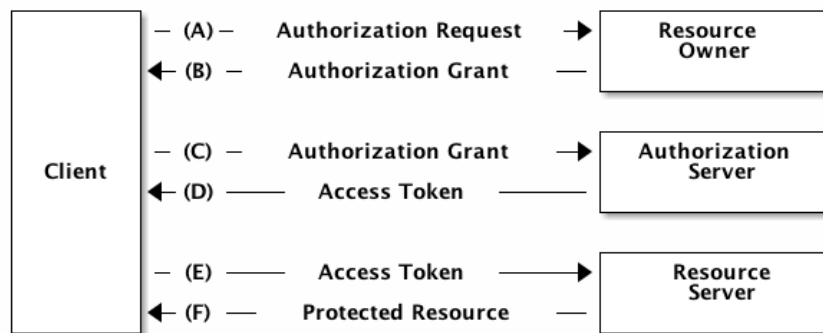 (A) Authorization Request Resource
Owner
(B) Authorization Grant
Client
(C) Authorization Grant Authorization
Server
(D) Access Token
(E) Access Token Resource
Server
(F) Protected Resource